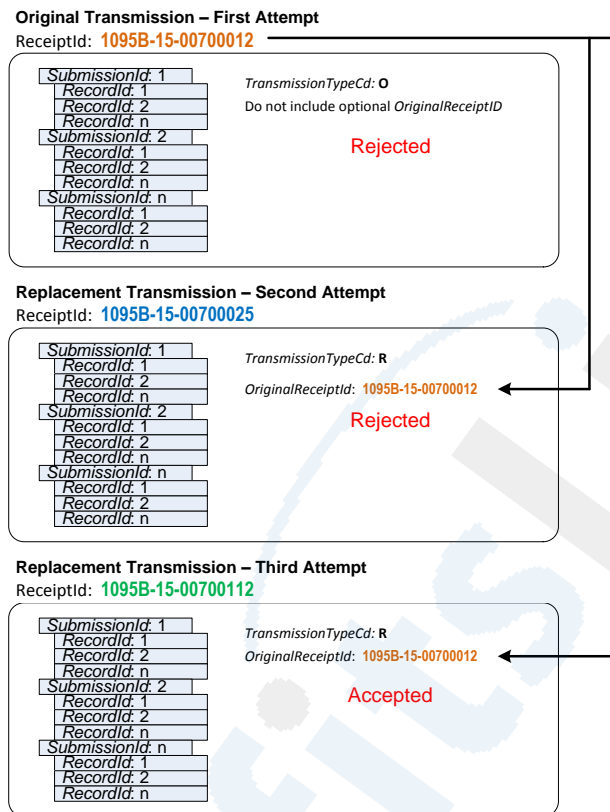 Original Transmission – First Attempt
ReceiptId: 1095B-15-00700012
SubmissionId: 1
RecordId: 1
RecordId: 2
RecordId: n
SubmissionId: 2
RecordId: 1
RecordId: 2
RecordId: n
SubmissionId: n
RecordId: 1
RecordId: 2
RecordId: n
TransmissionTypeCd: O
Do not include optional OriginalReceiptID
Rejected
Replacement Transmission – Second Attempt
ReceiptId: 1095B-15-00700025
SubmissionId: 1
RecordId: 1
RecordId: 2
RecordId: n
SubmissionId: 2
RecordId: 1
RecordId: 2
RecordId: n
SubmissionId: n
RecordId: 1
RecordId: 2
RecordId: n
TransmissionTypeCd: R
OriginalReceiptId: 1095B-15-00700012
Rejected
Replacement Transmission – Third Attempt
ReceiptId: 1095B-15-00700112
SubmissionId: 1
RecordId: 1
RecordId: 2
RecordId: n
SubmissionId: 2
RecordId: 1
RecordId: 2
RecordId: n
SubmissionId: n
RecordId: 1
RecordId: 2
RecordId: n
TransmissionTypeCd: R
OriginalReceiptId: 1095B-15-00700012
Accepted